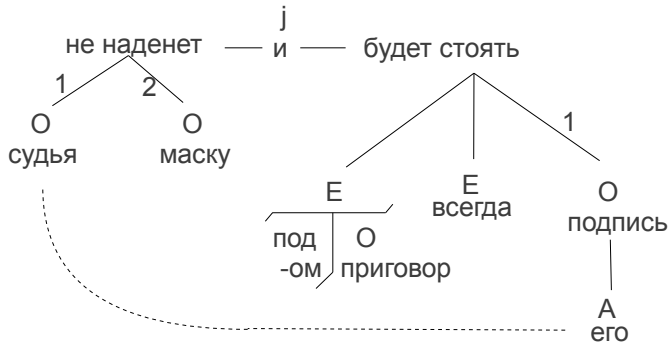 j
не наденет и будет стоять
1 2 1
О О
судья маску
Е Е О
всегда подпись
под О
-ом приговор
А
его